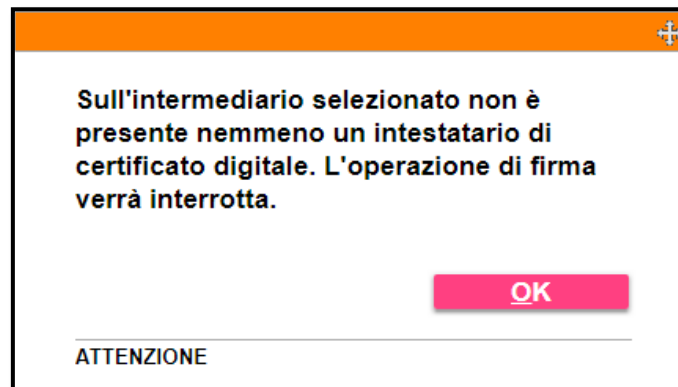 Sull'intermediario selezionato non è
presente nemmeno un intestatario di
certificato digitale. L'operazione di firma
verrà interrotta.
OK
ATTENZIONE